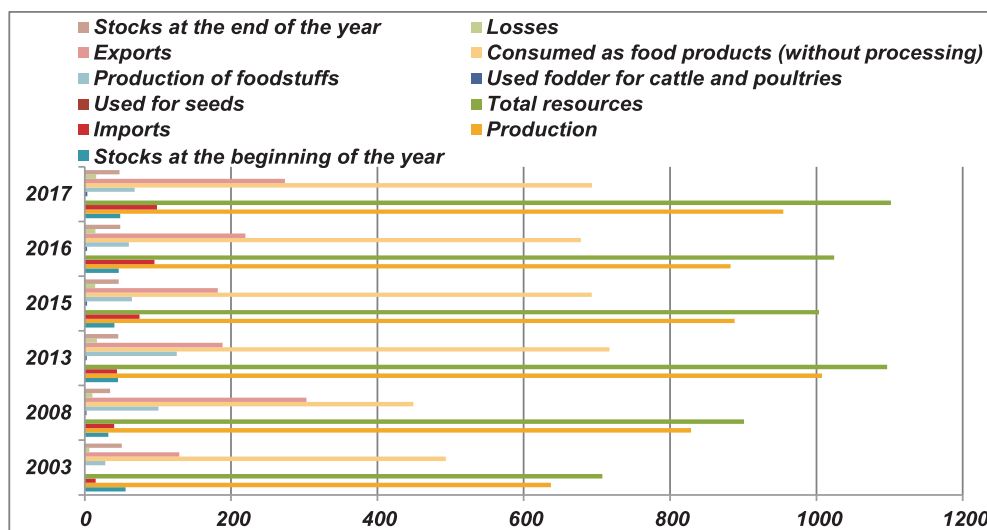 Stocks at the end of the year
Losses
Exports
Consumed as food products (without processing)
Production of foodstuffs
Used fodder for cattle and poultries
Used for seeds
Total resources
Imports
Production
Stocks at the beginning of the year
2017
2016
2015
2013
2008
2003
0 200 400 600 800 1000 1200